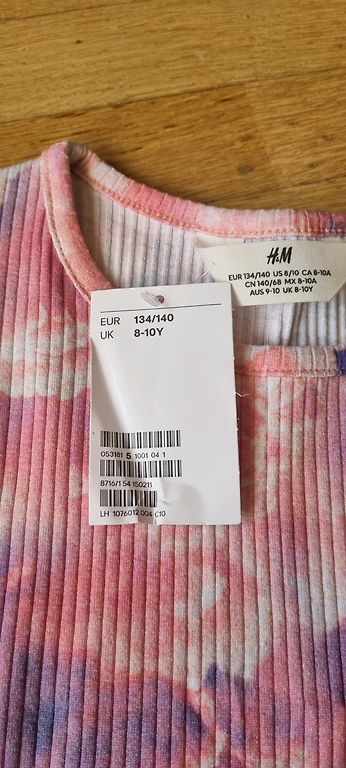 H&M
EUR 134/140 US 8/10 CA 8-10A
CN 140/68 MX 8-10A
AUS 9-10 UK 8-10Y
EUR 134/140
UK 8-10Y
053181 5 1001 04 1
8716/1 54 150211
LH 1076012 004 C10